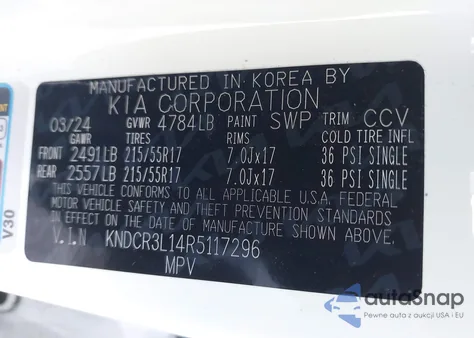 MANUFACTURED IN KOREA BY
KIA CORPORATION
03/24 GVWR 4784LB PAINT SWP TRIM CCV
GAWR TIRES RIMS COLD TIRE INFL
FRONT 2491LB 215/55R17 7.0Jx17 36 PSI SINGLE
REAR 2557LB 215/55R17 7.0Jx17 36 PSI SINGLE
THIS VEHICLE CONFORMS TO ALL APPLICABLE U.S.A. FEDERAL
MOTOR VEHICLE SAFETY AND THEFT PREVENTION STANDARDS
IN EFFECT ON THE DATE OF MANUFACTURE SHOWN ABOVE.
V.I.N KNDCR3L14R5117296
MPV
V30
autosnap
Pewne auta z aukcji USA i EU